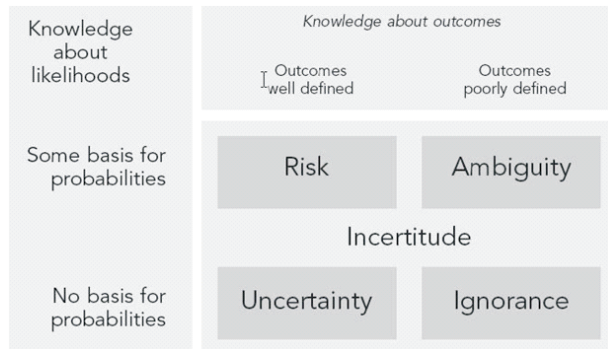 Knowledge
about
likelihoods
Knowledge about outcomes
Outcomes
well defined
Outcomes
poorly defined
Some basis for
probabilities
Risk
Ambiguity
Incertitude
No basis for
probabilities
Uncertainty
Ignorance